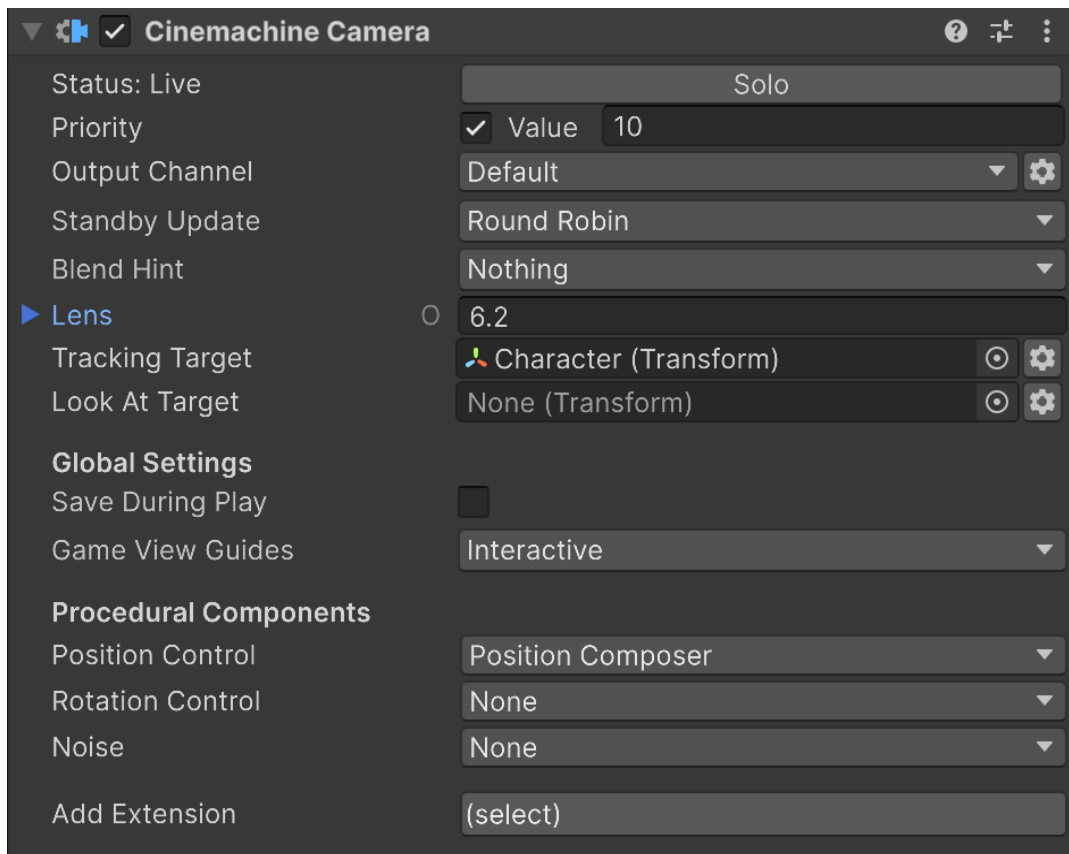 Cinemachine Camera
Status: Live Solo
Priority Value 10
Output Channel Default
Standby Update Round Robin
Blend Hint Nothing
Lens O 6.2
Tracking Target Character (Transform)
Look At Target None (Transform)
Global Settings
Save During Play
Game View Guides Interactive
Procedural Components
Position Control Position Composer
Rotation Control None
Noise None
Add Extension (select)